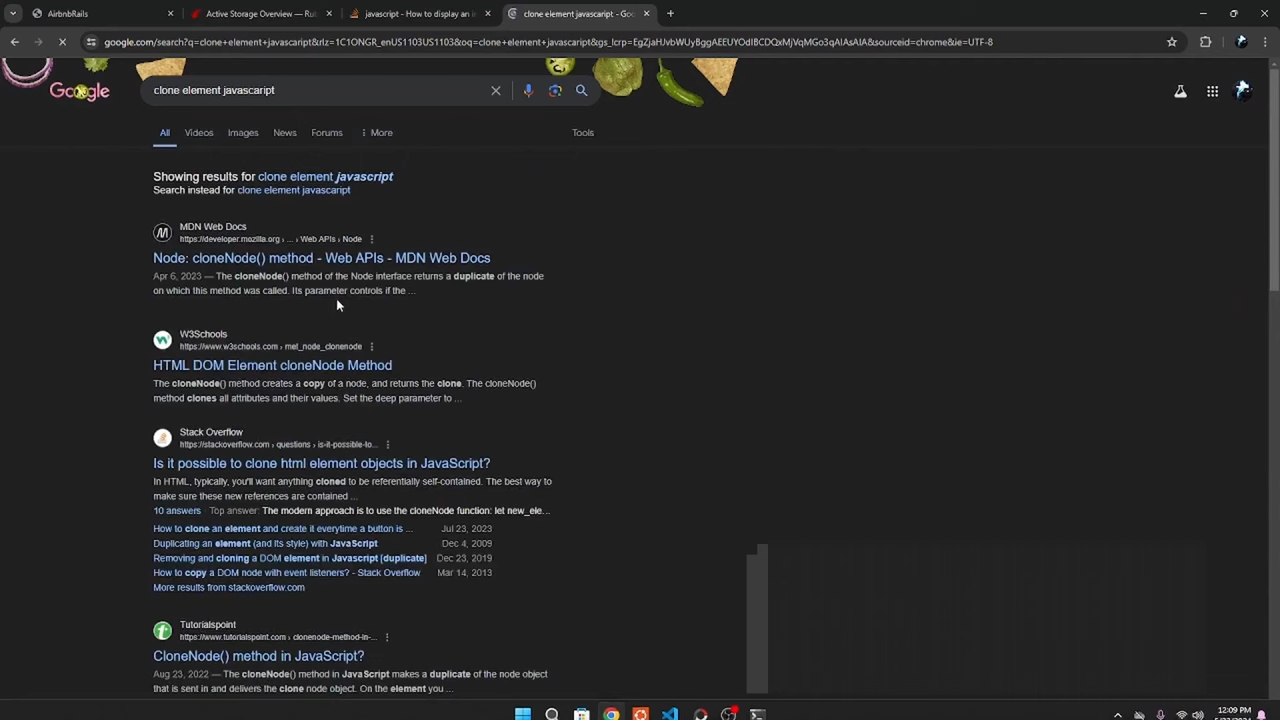 AirbnbRails
Active Storage Overview — Ru
javascript - How to display an i
clone element javascaript - Goo
google.com/search?q=clone+element+javascaript&rlz=1C1ONGR_enUS1103US1103&oq=clone+element+javascaript&gs_lcrp=EgZjaHJvbWUyBggAEEUYODIBCDQxMjVqMGo3qAIAsAIA&sourceid=chrome&ie=UTF-8
Google
clone element javascaript
All
Videos
Images
News
Forums
More
Tools
Showing results for clone element javascript
Search instead for clone element javascaript
MDN Web Docs
https://developer.mozilla.org › ... › Web APIs › Node
Node: cloneNode() method - Web APIs - MDN Web Docs
Apr 6, 2023 — The cloneNode() method of the Node interface returns a duplicate of the node
on which this method was called. Its parameter controls if the ...
W3Schools
https://www.w3schools.com › met_node_clonenode
HTML DOM Element cloneNode Method
The cloneNode() method creates a copy of a node, and returns the clone. The cloneNode()
method clones all attributes and their values. Set the deep parameter to ...
Stack Overflow
https://stackoverflow.com › questions › is-it-possible-to...
Is it possible to clone html element objects in JavaScript?
In HTML, typically, you'll want anything cloned to be referentially self-contained. The best way to
make sure these new references are contained ...
10 answers · Top answer: The modern approach is to use the cloneNode function: let new_ele...
How to clone an element and create it everytime a button is ... Jul 23, 2023
Duplicating an element (and its style) with JavaScript Dec 4, 2009
Removing and cloning a DOM element in Javascript [duplicate] Dec 23, 2019
How to copy a DOM node with event listeners? - Stack Overflow Mar 14, 2013
More results from stackoverflow.com
Tutorialspoint
https://www.tutorialspoint.com › clonenode-method-in-...
CloneNode() method in JavaScript?
Aug 23, 2022 — The cloneNode() method in JavaScript makes a duplicate of the node object
that is sent in and delivers the clone node object. On the element you ...
12:09 PM